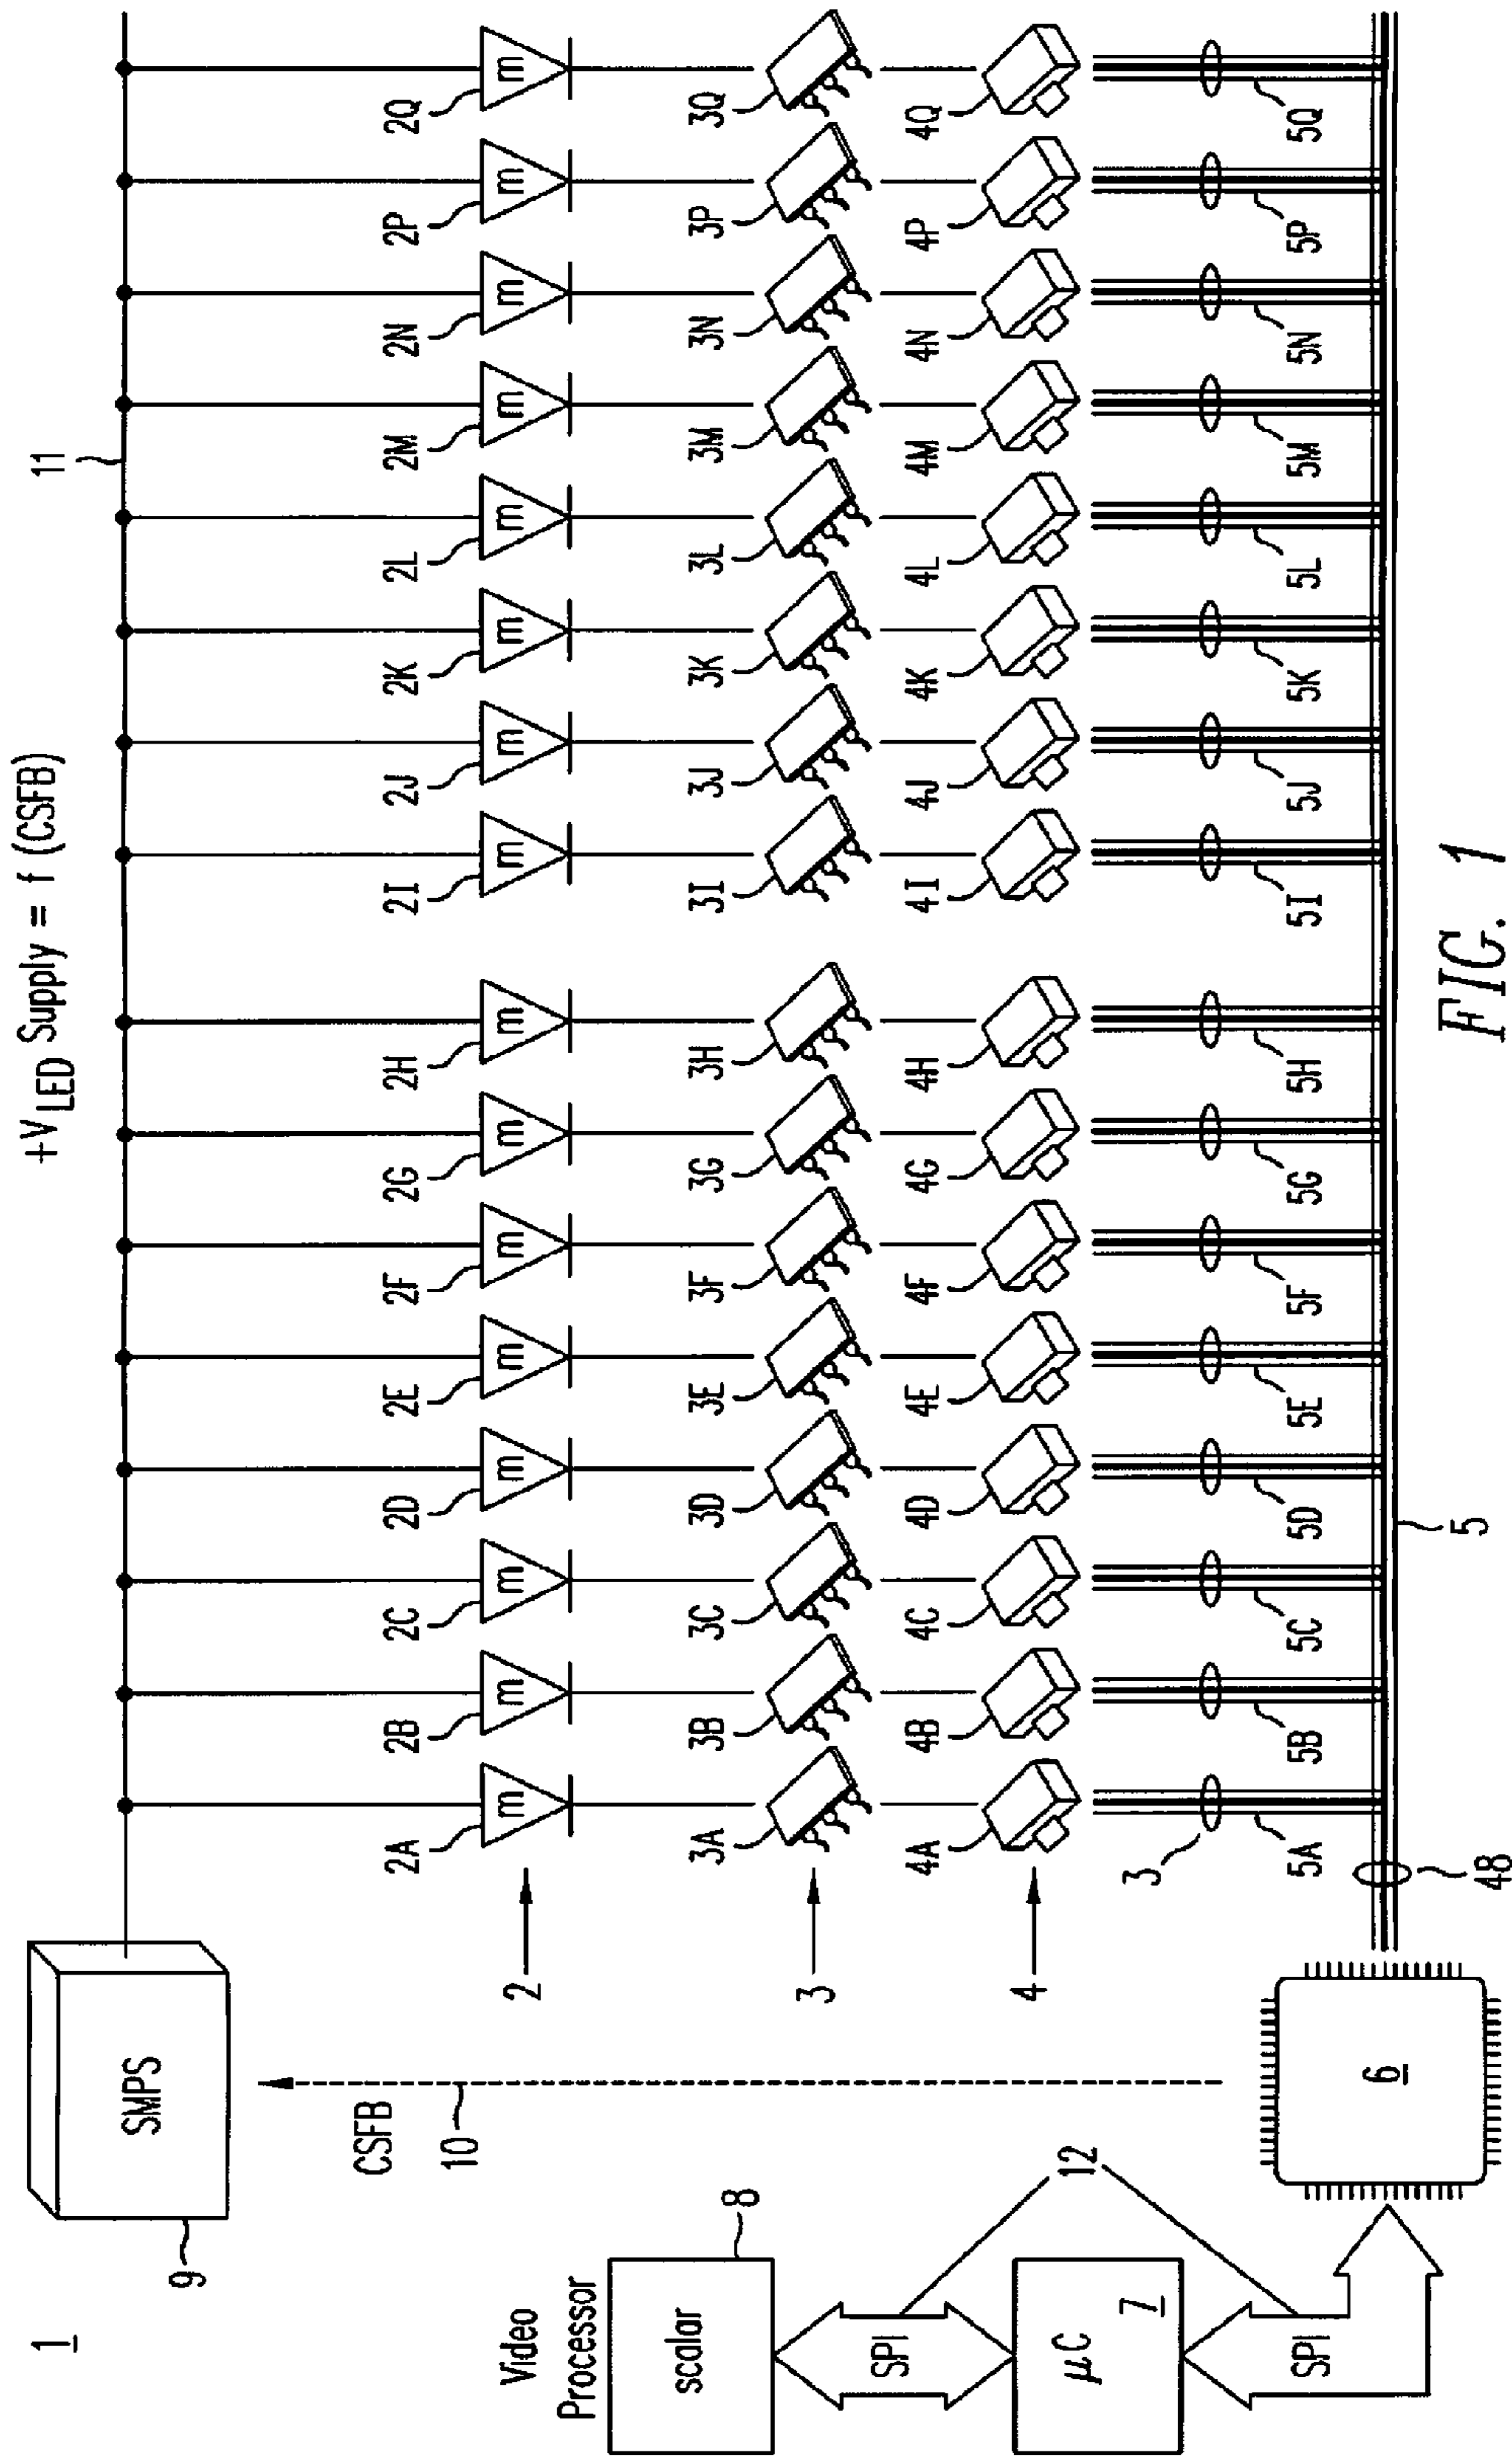 +VLED Supply = f (CSFB)
1
SMPS
9
11
CSFB
10
2
2A 2B 2C 2D 2E 2F 2G 2H 2I 2J 2K 2L 2M 2N 2P 2Q
m m m m m m m m m m m m m m m m
3
3A 3B 3C 3D 3E 3F 3G 3H 3I 3J 3K 3L 3M 3N 3P 3Q
4
4A 4B 4C 4D 4E 4F 4G 4H 4I 4J 4K 4L 4M 4N 4P 4Q
Video
Processor
scalar
8
SPI
12
µC
7
SPI
6
3
5A 5B 5C 5D 5E 5F 5G 5H 5I 5J 5K 5L 5M 5N 5P 5Q
48
5
FIG. 1